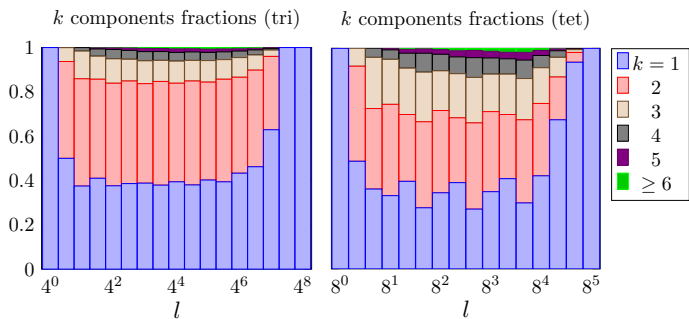 k components fractions (tri)
k components fractions (tet)
1
0.8
0.6
0.4
0.2
0
4^0 4^2 4^4 4^6 4^8
l
8^0 8^1 8^2 8^3 8^4 8^5
l
k = 1
2
3
4
5
≥ 6